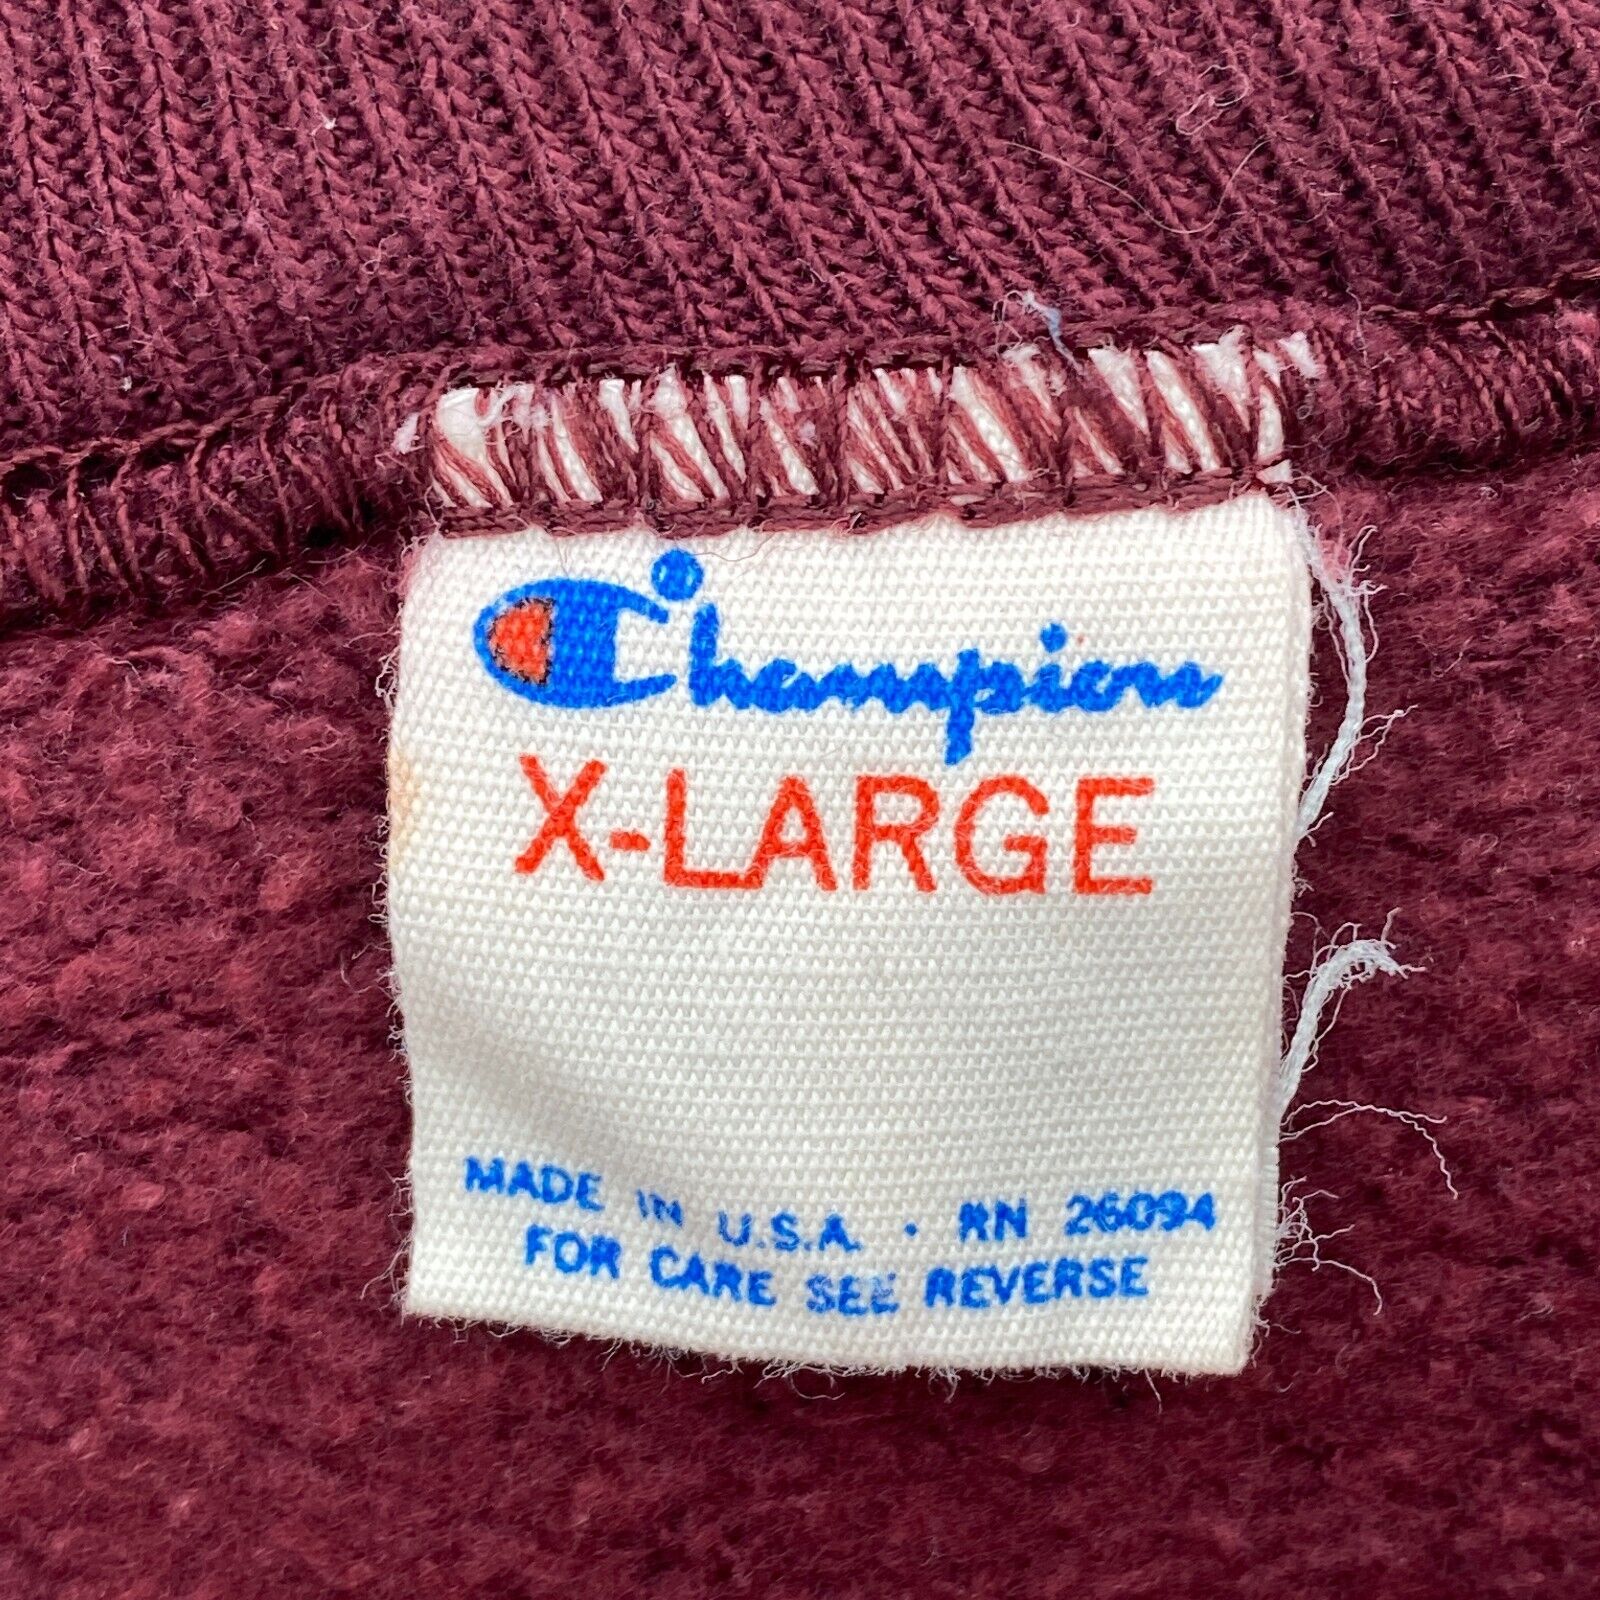 Champion
X-LARGE
MADE IN U.S.A. · RN 26094
FOR CARE SEE REVERSE